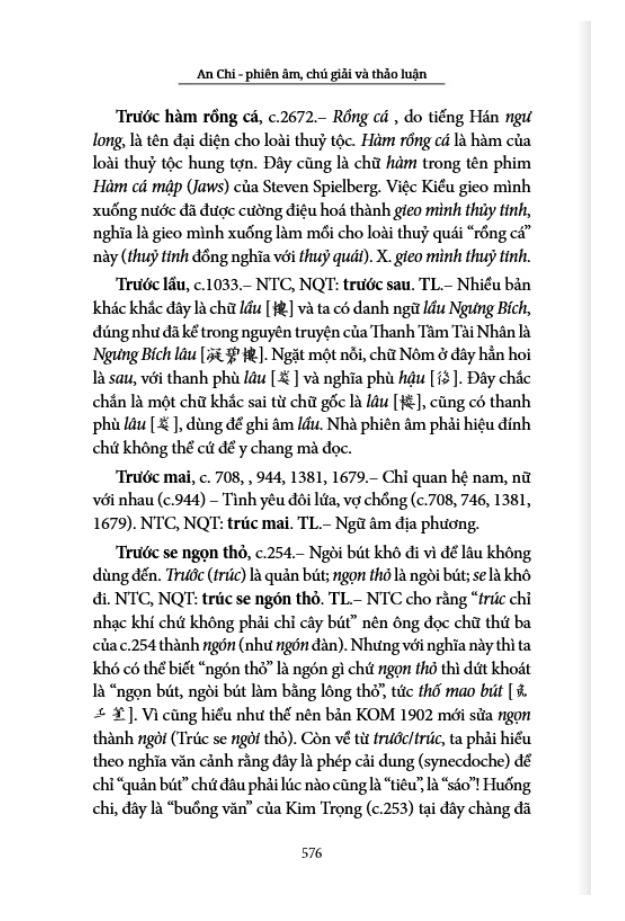 An Chi - phiên âm, chú giải và thảo luận
Trước hàm rồng cá, c.2672.– Rồng cá , do tiếng Hán ngư
long, là tên đại diện cho loài thuỷ tộc. Hàm rồng cá là hàm của
loài thuỷ tộc hung tợn. Đây cũng là chữ hàm trong tên phim
Hàm cá mập (Jaws) của Steven Spielberg. Việc Kiều gieo mình
xuống nước đã được cường điệu hoá thành gieo mình thủy tinh,
nghĩa là gieo mình xuống làm mồi cho loài thuỷ quái “rồng cá”
này (thuỷ tinh đồng nghĩa với thuỷ quái). X. gieo mình thuỷ tinh.
Trước lầu, c.1033.– NTC, NQT: trước sau. TL.– Nhiều bản
khác khắc đây là chữ lầu [樓] và ta có danh ngữ lầu Ngưng Bích,
đúng như đã kể trong nguyên truyện của Thanh Tâm Tài Nhân là
Ngưng Bích lâu [凝碧樓]. Ngặt một nỗi, chữ Nôm ở đây hẳn hoi
là sau, với thanh phù lâu [] và nghĩa phù hậu []. Đây chắc
chắn là một chữ khắc sai từ chữ gốc là lâu [], cũng có thanh
phù lâu [], dùng để ghi âm lầu. Nhà phiên âm phải hiệu đính
chứ không thể cứ để y chang mà đọc.
Trước mai, c. 708, , 944, 1381, 1679.– Chỉ quan hệ nam, nữ
với nhau (c.944) – Tình yêu đôi lứa, vợ chồng (c.708, 746, 1381,
1679). NTC, NQT: trúc mai. TL.– Ngữ âm địa phương.
Trước se ngọn thỏ, c.254.– Ngòi bút khô đi vì để lâu không
dùng đến. Trước (trúc) là quản bút; ngọn thỏ là ngòi bút; se là khô
đi. NTC, NQT: trúc se ngón thỏ. TL.– NTC cho rằng “trúc chỉ
nhạc khí chứ không phải chỉ cây bút” nên ông đọc chữ thứ ba
của c.254 thành ngón (như ngón đàn). Nhưng với nghĩa này thì ta
khó có thể biết “ngón thỏ” là ngón gì chứ ngọn thỏ thì dứt khoát
là “ngọn bút, ngòi bút làm bằng lông thỏ”, tức thố mao bút [
]. Vì cũng hiểu như thế nên bản KOM 1902 mới sửa ngọn
thành ngòi (Trúc se ngòi thỏ). Còn về từ trước/trúc, ta phải hiểu
theo nghĩa văn cảnh rằng đây là phép cải dung (synecdoche) để
chỉ “quản bút” chứ đâu phải lúc nào cũng là “tiêu”, là “sáo”! Huống
chi, đây là “buồng văn” của Kim Trọng (c.253) tại đây chàng đã
576